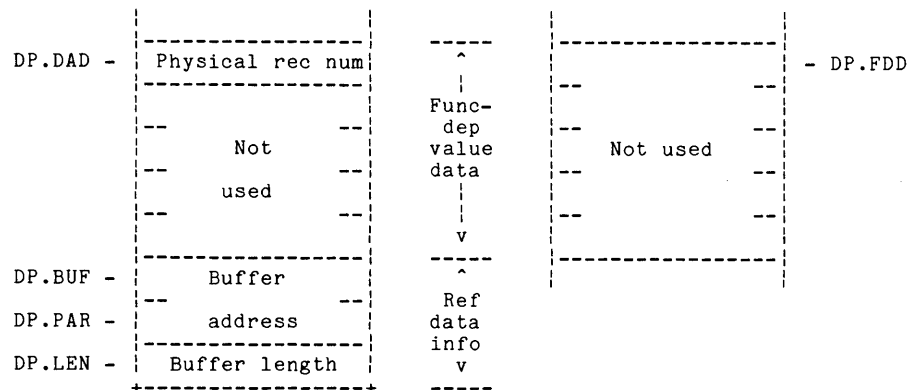 DP.DAD - Physical rec num ^ - DP.FDD
Func-
dep
Not value Not used
data
used
v
DP.BUF - Buffer ^
Ref
DP.PAR - address data
info
DP.LEN - Buffer length v